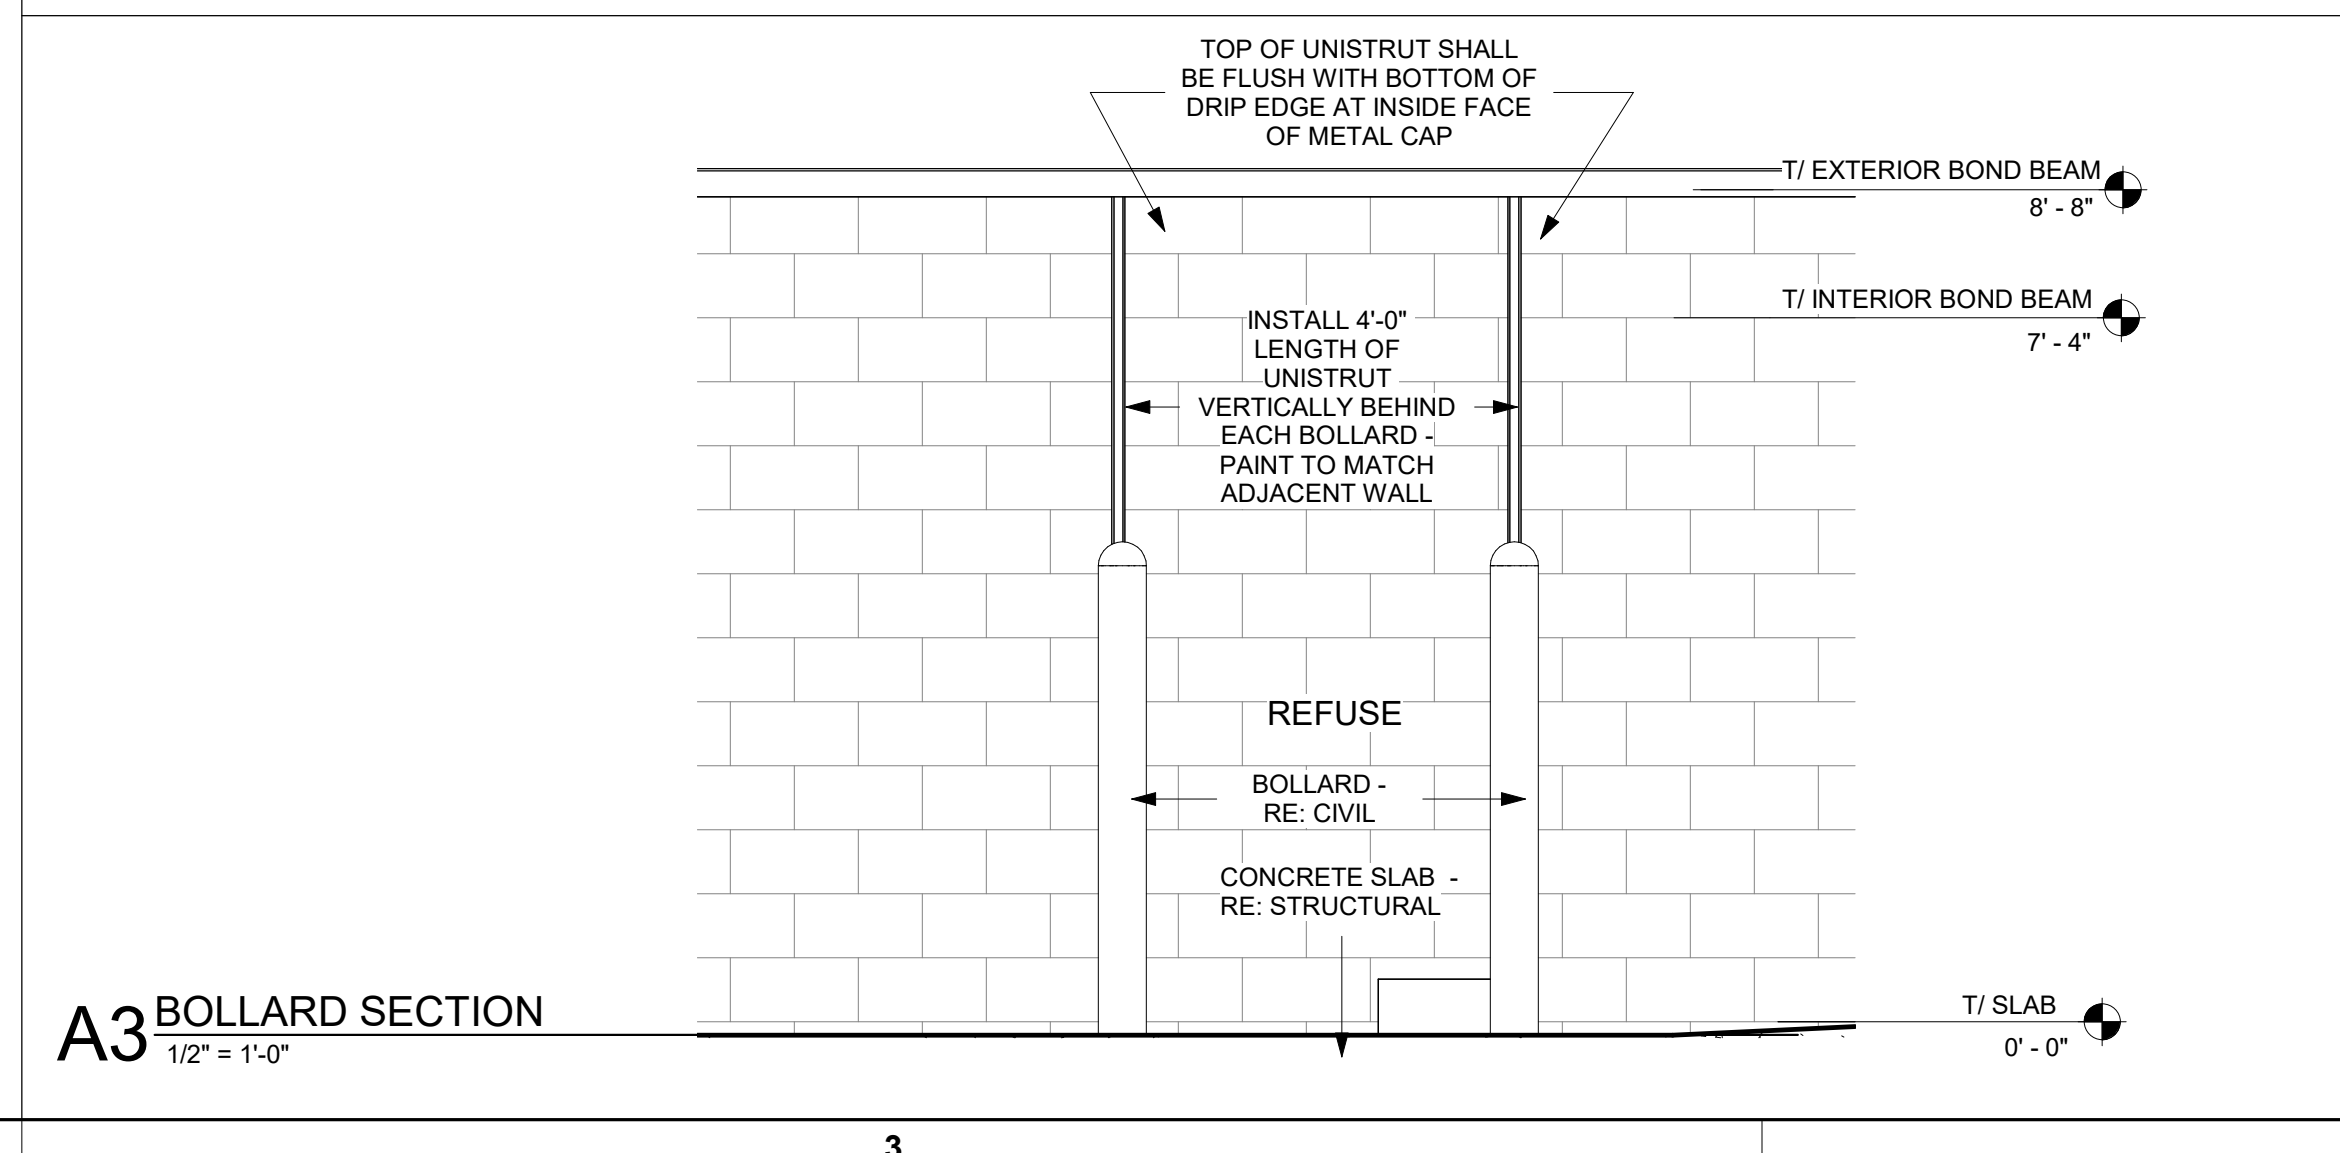 TOP OF UNISTRUT SHALL
BE FLUSH WITH BOTTOM OF
DRIP EDGE AT INSIDE FACE
OF METAL CAP
T/ EXTERIOR BOND BEAM
8' - 8"
T/ INTERIOR BOND BEAM
7' - 4"
INSTALL 4'-0"
LENGTH OF
UNISTRUT
VERTICALLY BEHIND
EACH BOLLARD -
PAINT TO MATCH
ADJACENT WALL
REFUSE
BOLLARD -
RE: CIVIL
CONCRETE SLAB -
RE: STRUCTURAL
T/ SLAB
0' - 0"
A3 BOLLARD SECTION
1/2" = 1'-0"
3